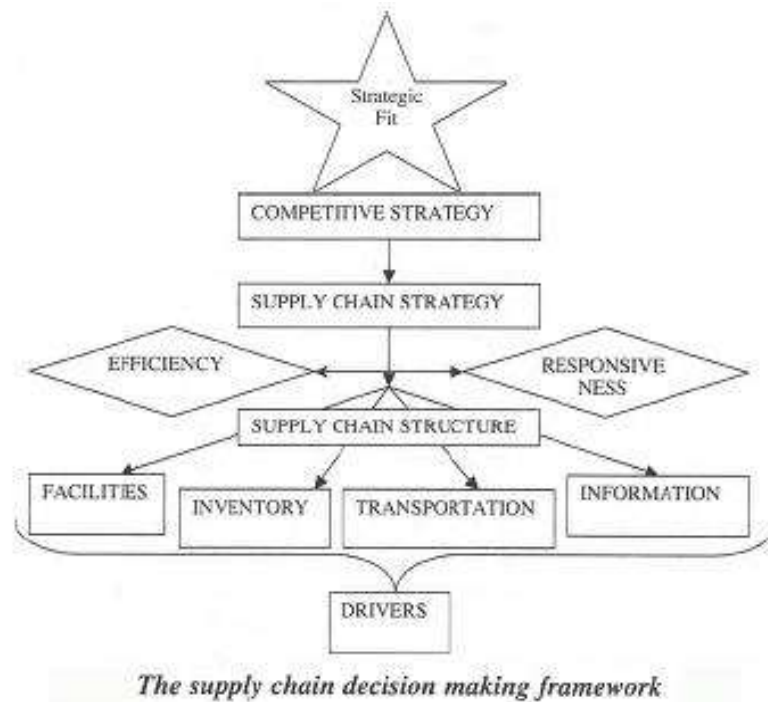 Strategic
Fit
COMPETITIVE STRATEGY
SUPPLY CHAIN STRATEGY
EFFICIENCY
RESPONSIVE
NESS
SUPPLY CHAIN STRUCTURE
FACILITIES
INVENTORY
TRANSPORTATION
INFORMATION
DRIVERS
The supply chain decision making framework